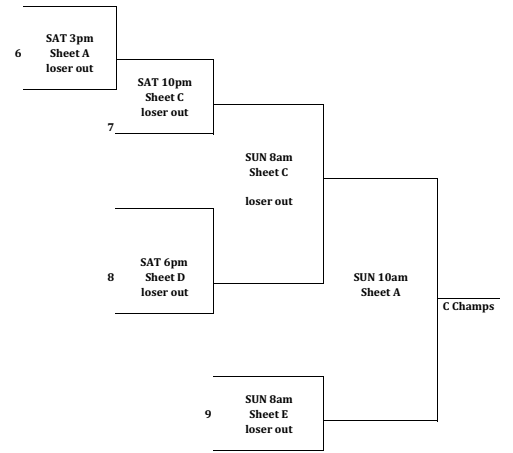 SAT 3pm
6 Sheet A
loser out
SAT 10pm
Sheet C
loser out
7
SUN 8am
Sheet C
loser out
SAT 6pm
8 Sheet D
loser out
SUN 10am
Sheet A
C Champs
SUN 8am
9 Sheet E
loser out